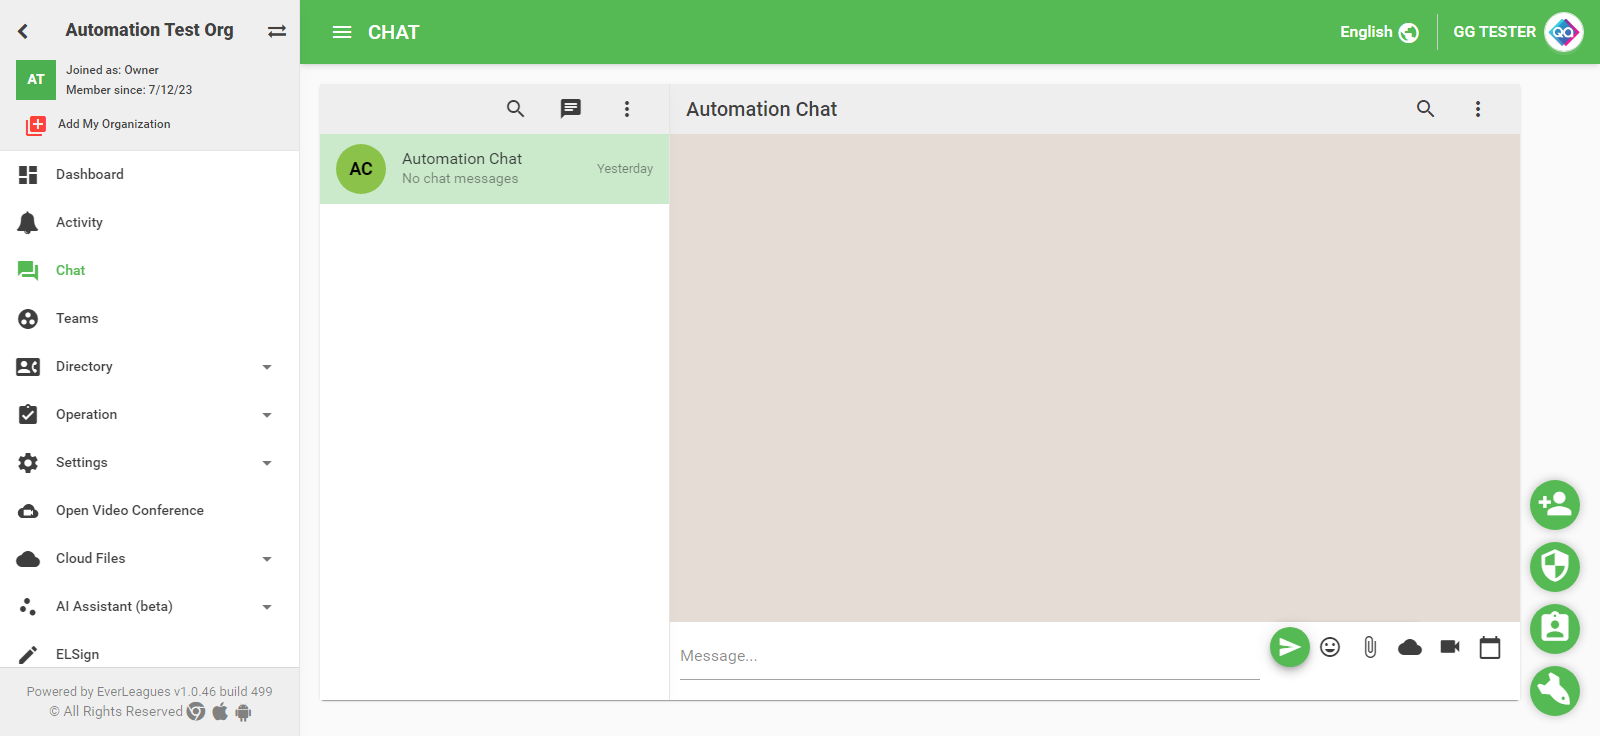 Automation Test Org
AT
Joined as: Owner
Member since: 7/12/23
Add My Organization
Dashboard
Activity
Chat
Teams
Directory
Operation
Settings
Open Video Conference
Cloud Files
AI Assistant (beta)
ELSign
Powered by EverLeagues v1.0.46 build 499
© All Rights Reserved
CHAT
English
GG TESTER
QA
AC
Automation Chat
No chat messages
Yesterday
Automation Chat
Message...